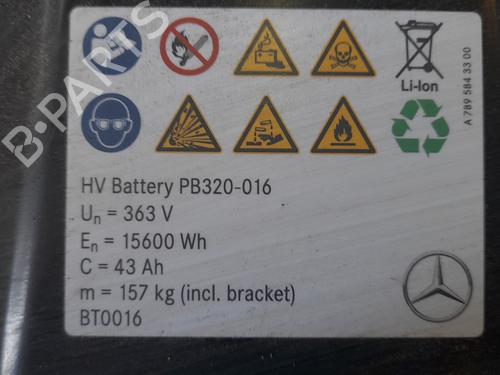 B-PARTS
Li-Ion
A 789 584 33 00
HV Battery PB320-016
Un = 363 V
En = 15600 Wh
C = 43 Ah
m = 157 kg (incl. bracket)
BT0016